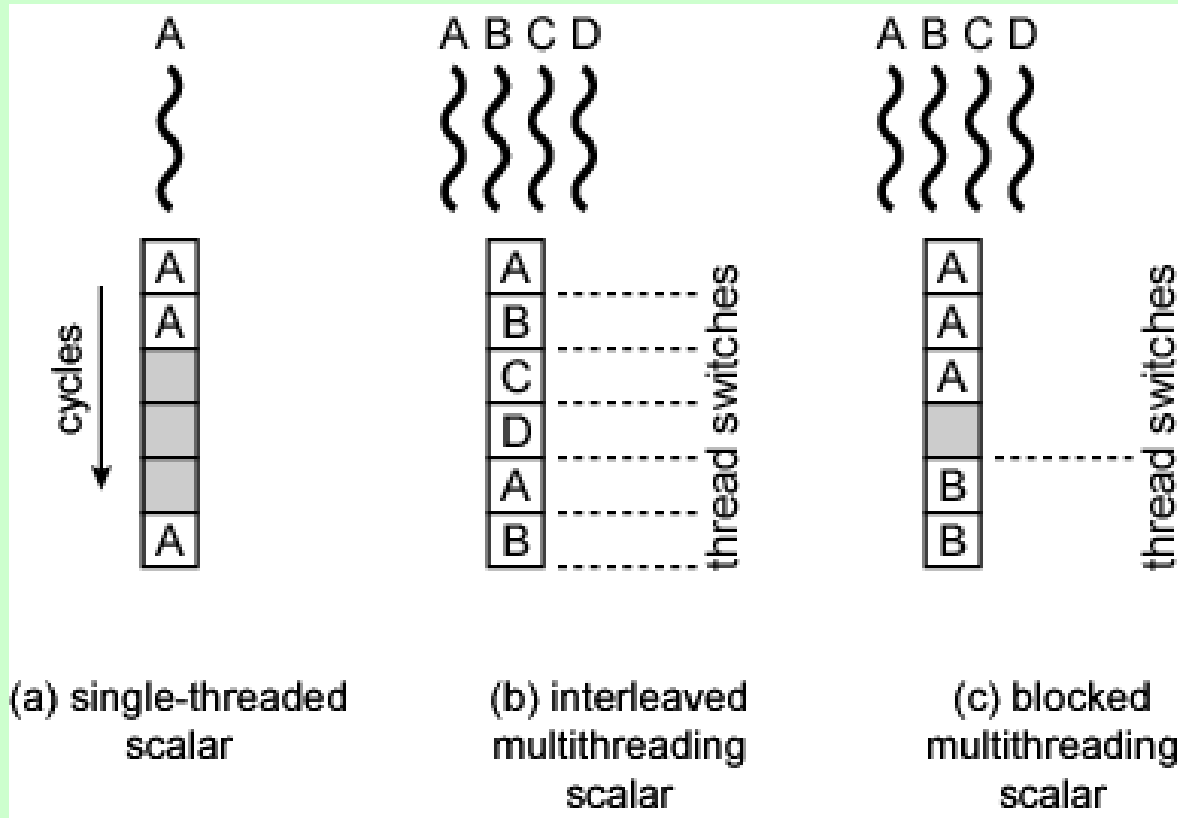 A
A B C D
A B C D
cycles
A
A
A
A
B
C
D
A
B
thread switches
A
A
A
B
B
thread switches
(a) single-threaded
scalar
(b) interleaved
multithreading
scalar
(c) blocked
multithreading
scalar